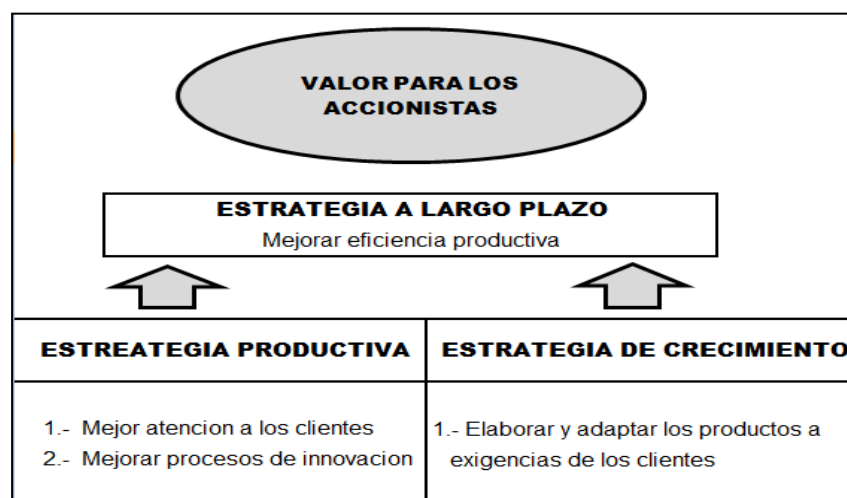 VALOR PARA LOS
ACCIONISTAS
ESTRATEGIA A LARGO PLAZO
Mejorar eficiencia productiva
ESTREATEGIA PRODUCTIVA
ESTRATEGIA DE CRECIMIENTO
1.- Mejor atencion a los clientes
2.- Mejorar procesos de innovacion
1.- Elaborar y adaptar los productos a
exigencias de los clientes